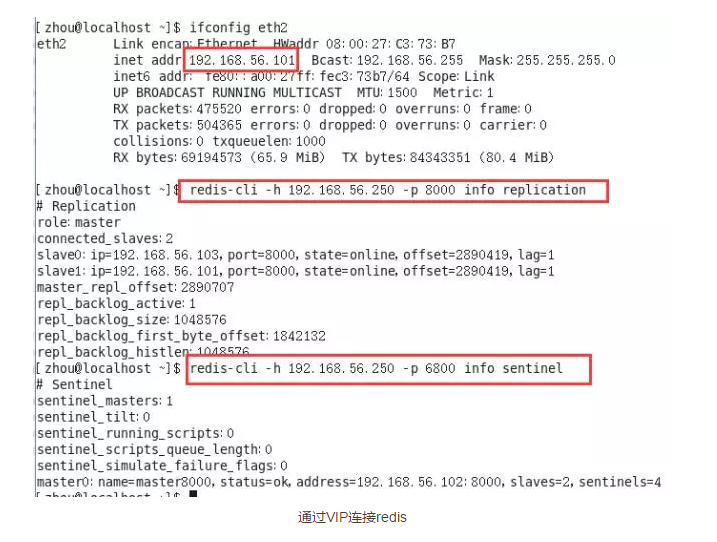 [zhou@localhost ~]$ ifconfig eth2
eth2 Link encap:Ethernet HWaddr 08:00:27:C3:73:B7
inet addr:192.168.56.101 Bcast:192.168.56.255 Mask:255.255.255.0
inet6 addr: fe80::a00:27ff:fec3:73b7/64 Scope:Link
UP BROADCAST RUNNING MULTICAST MTU:1500 Metric:1
RX packets:475520 errors:0 dropped:0 overruns:0 frame:0
TX packets:504365 errors:0 dropped:0 overruns:0 carrier:0
collisions:0 txqueuelen:1000
RX bytes:69194573 (65.9 MiB) TX bytes:84343351 (80.4 MiB)
[zhou@localhost ~]$ redis-cli -h 192.168.56.250 -p 8000 info replication
# Replication
role:master
connected_slaves:2
slave0:ip=192.168.56.103,port=8000,state=online,offset=2890419,lag=1
slave1:ip=192.168.56.101,port=8000,state=online,offset=2890419,lag=1
master_repl_offset:2890707
repl_backlog_active:1
repl_backlog_size:1048576
repl_backlog_first_byte_offset:1842132
repl_backlog_histlen:1048576
[zhou@localhost ~]$ redis-cli -h 192.168.56.250 -p 6800 info sentinel
# Sentinel
sentinel_masters:1
sentinel_tilt:0
sentinel_running_scripts:0
sentinel_scripts_queue_length:0
sentinel_simulate_failure_flags:0
master0:name=master8000,status=ok,address=192.168.56.102:8000,slaves=2,sentinels=4
[zhou@localhost ~]$
通过VIP连接redis